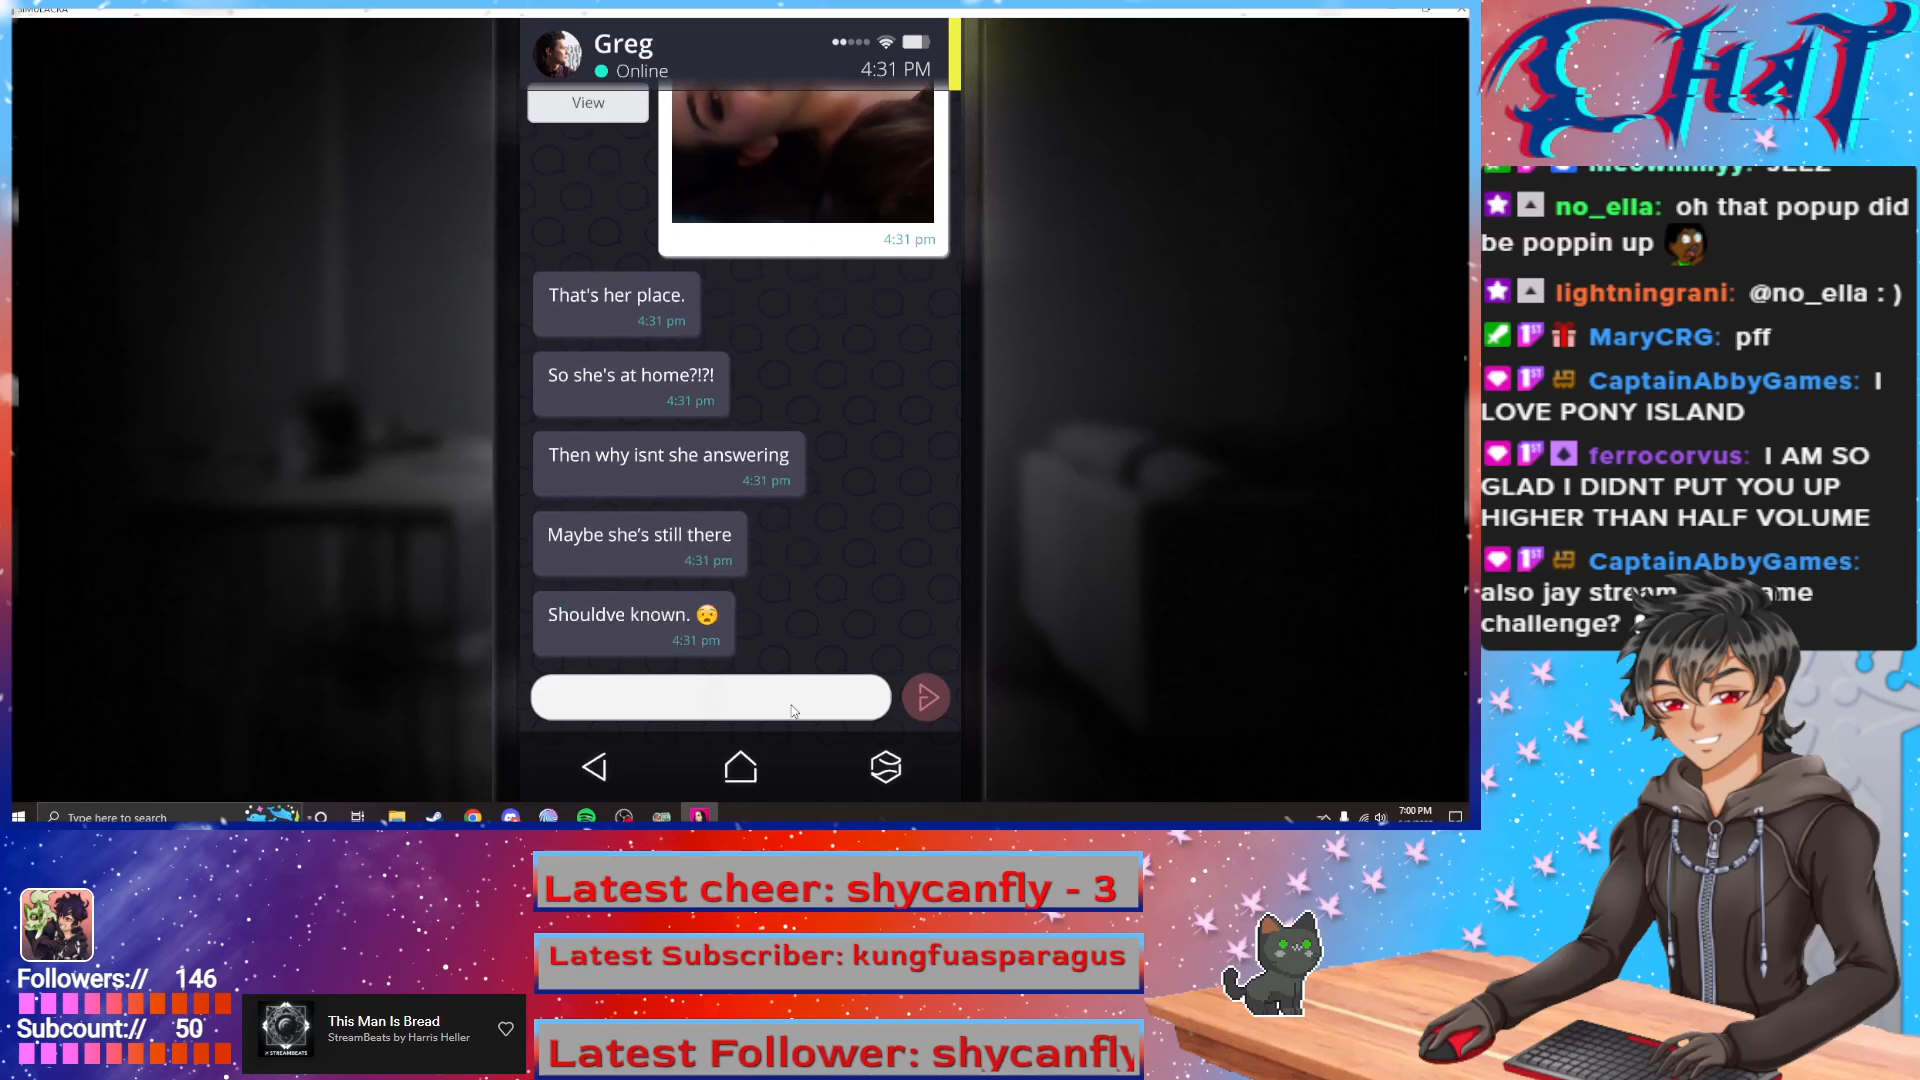 SIMULACRA
Greg
Online
4:31 PM
View
4:31 pm
That's her place.
4:31 pm
So she's at home?!?!
4:31 pm
Then why isnt she answering
4:31 pm
Maybe she's still there
4:31 pm
Shouldve known. 😟
4:31 pm
Type here to search
7:00 PM
CHAT
no_ella: oh that popup did
be poppin up
lightningrani: @no_ella : )
MaryCRG: pff
CaptainAbbyGames: I
LOVE PONY ISLAND
ferrocorvus: I AM SO
GLAD I DIDNT PUT YOU UP
HIGHER THAN HALF VOLUME
CaptainAbbyGames:
also jay
challenge?
Latest cheer: shycanfly - 3
Latest Subscriber: kungfuasparagus
Latest Follower: shycanfly
Followers:// 146
Subcount:// 50
STREAMBEATS
This Man Is Bread
StreamBeats by Harris Heller